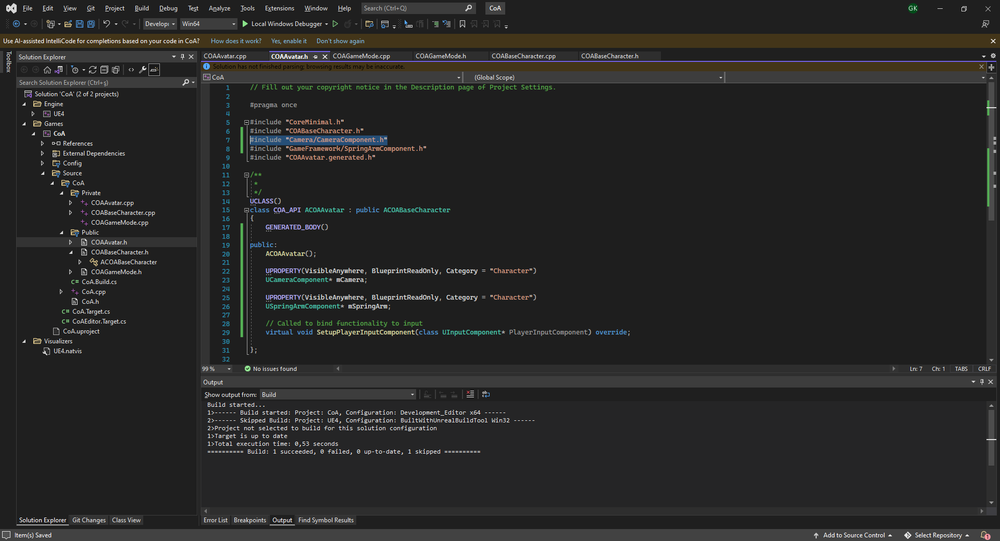 File Edit View Git Project Build Debug Test Analyze Tools Extensions Window Help Search (Ctrl+Q) CoA GK
Developi Win64 Local Windows Debugger
Use AI-assisted IntelliCode for completions based on your code in CoA? How does it work? Yes, enable it Don't show again
Toolbox
Solution Explorer
Search Solution Explorer (Ctrl+ş)
Solution 'CoA' (2 of 2 projects)
Engine
UE4
Games
CoA
References
External Dependencies
Config
Source
CoA
Private
COAAvatar.cpp
COABaseCharacter.cpp
COAGameMode.cpp
Public
COAAvatar.h
COABaseCharacter.h
ACOABaseCharacter
COAGameMode.h
CoA.Build.cs
CoA.cpp
CoA.h
CoA.Target.cs
CoAEditor.Target.cs
CoA.uproject
Visualizers
UE4.natvis
Solution Explorer Git Changes Class View
COAAvatar.cpp COAAvatar.h COAGameMode.cpp COAGameMode.h COABaseCharacter.cpp COABaseCharacter.h
Solution has not finished parsing; browsing results may be inaccurate.
CoA (Global Scope)
1 // Fill out your copyright notice in the Description page of Project Settings.
2
3 #pragma once
4
5 #include "CoreMinimal.h"
6 #include "COABaseCharacter.h"
7 #include "Camera/CameraComponent.h"
8 #include "GameFramework/SpringArmComponent.h"
9 #include "COAAvatar.generated.h"
10
11 /**
12 *
13 */
14 UCLASS()
15 class COA_API ACOAAvatar : public ACOABaseCharacter
16 {
17 GENERATED_BODY()
18
19 public:
20 ACOAAvatar();
21
22 UPROPERTY(VisibleAnywhere, BlueprintReadOnly, Category = "Character")
23 UCameraComponent* mCamera;
24
25 UPROPERTY(VisibleAnywhere, BlueprintReadOnly, Category = "Character")
26 USpringArmComponent* mSpringArm;
27
28 // Called to bind functionality to input
29 virtual void SetupPlayerInputComponent(class UInputComponent* PlayerInputComponent) override;
30
31 };
32
99 % No issues found Ln: 7 Ch: 1 TABS CRLF
Output
Show output from: Build
Build started...
1>------ Build started: Project: CoA, Configuration: Development_Editor x64 ------
2>------ Skipped Build: Project: UE4, Configuration: BuiltWithUnrealBuildTool Win32 ------
2>Project not selected to build for this solution configuration
1>Target is up to date
1>Total execution time: 0,53 seconds
========== Build: 1 succeeded, 0 failed, 0 up-to-date, 1 skipped ==========
Error List Breakpoints Output Find Symbol Results
Item(s) Saved Add to Source Control Select Repository 1